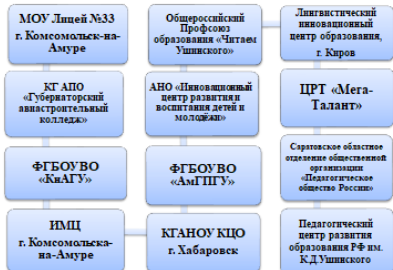 МОУ Лицей №33
г. Комсомольск-на-
Амуре
КГ АПО
«Губернаторский
авиастроительный
колледж»
ФГБОУВО
«КнАГУ»
ИМЦ
г. Комсомольска-
на-Амуре
Общероссийский
Профсоюз
образования «Читаем
Ушинского»
АНО «Инновационный
центр развития и
воспитания детей и
молодёжи»
ФГБОУВО
«АмГПГУ»
КГАНОУ КЦО
г. Хабаровск
Лингвистический
инновационный
центр образования,
г. Киров
ЦРТ «Мега-
Талант»
Саратовское областное
отделение общественной
организации
«Педагогическое
общество России»
Педагогический
центр развития
образования РФ им.
К.Д.Ушинского